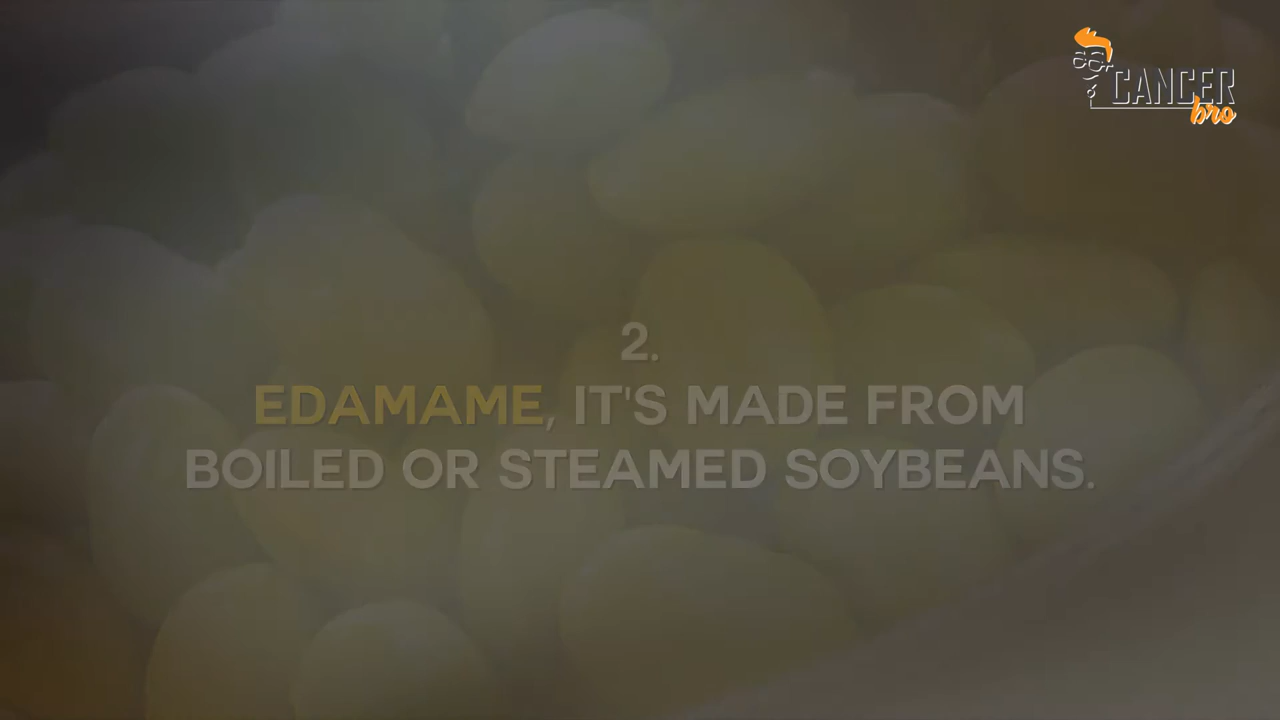 CANCER
bro
2.
EDAMAME, IT'S MADE FROM
BOILED OR STEAMED SOYBEANS.